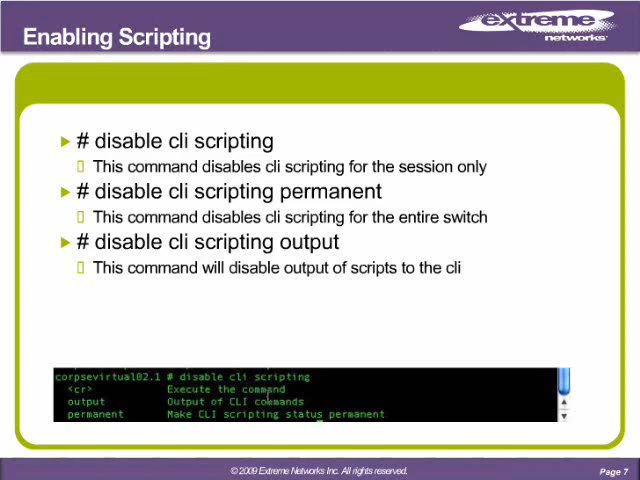 Enabling Scripting
extreme
networks
# disable cli scripting
This command disables cli scripting for the session only
# disable cli scripting permanent
This command disables cli scripting for the entire switch
# disable cli scripting output
This command will disable output of scripts to the cli
corpsevirtual02.1 # disable cli scripting
<cr> Execute the command
output Output of CLI commands
permanent Make CLI scripting status permanent
© 2009 Extreme Networks Inc. All rights reserved.
Page 7